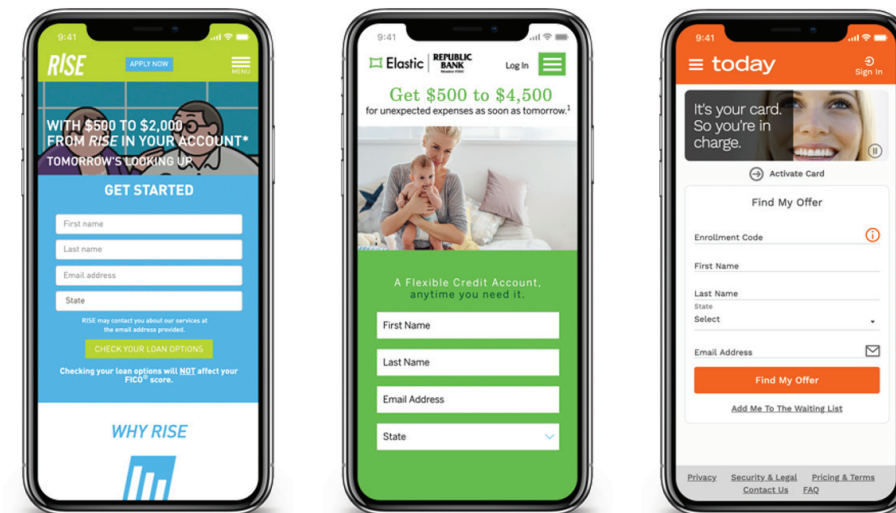 9:41
RISE
APPLY NOW
MENU
WITH $500 TO $2,000
FROM RISE IN YOUR ACCOUNT*
TOMORROW'S LOOKING UP.
GET STARTED
First name
Last name
Email address
State
RISE may contact you about our services at
the email address provided.
CHECK YOUR LOAN OPTIONS
Checking your loan options will NOT affect your
FICO® score.
WHY RISE
9:41
Elastic
REPUBLIC
BANK
Log In
Get $500 to $4,500
for unexpected expenses as soon as tomorrow.¹
A Flexible Credit Account,
anytime you need it.
First Name
Last Name
Email Address
State
9:41
today
Sign In
It's your card.
So you're in
charge.
Activate Card
Find My Offer
Enrollment Code
First Name
Last Name
State
Select
Email Address
Find My Offer
Add Me To The Waiting List
Privacy Security & Legal Pricing & Terms
Contact Us FAQ